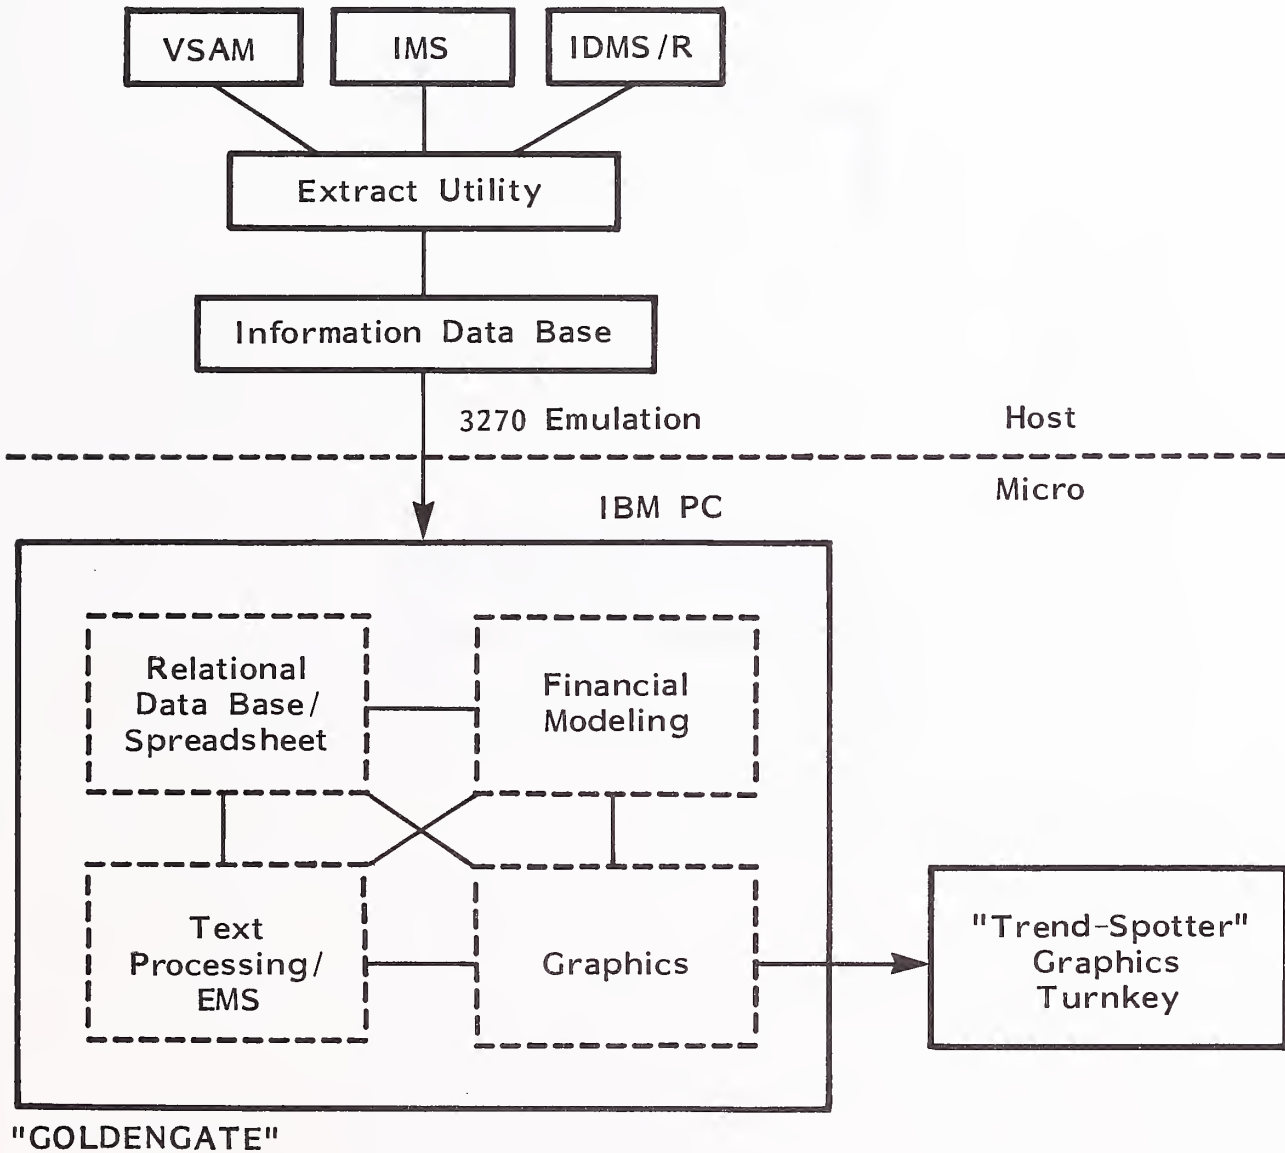 VSAM
IMS
IDMS/R
Extract Utility
Information Data Base
3270 Emulation
Host
Micro
IBM PC
Relational
Data Base/
Spreadsheet
Financial
Modeling
Text
Processing/
EMS
Graphics
"Trend-Spotter"
Graphics
Turnkey
"GOLDENGATE"